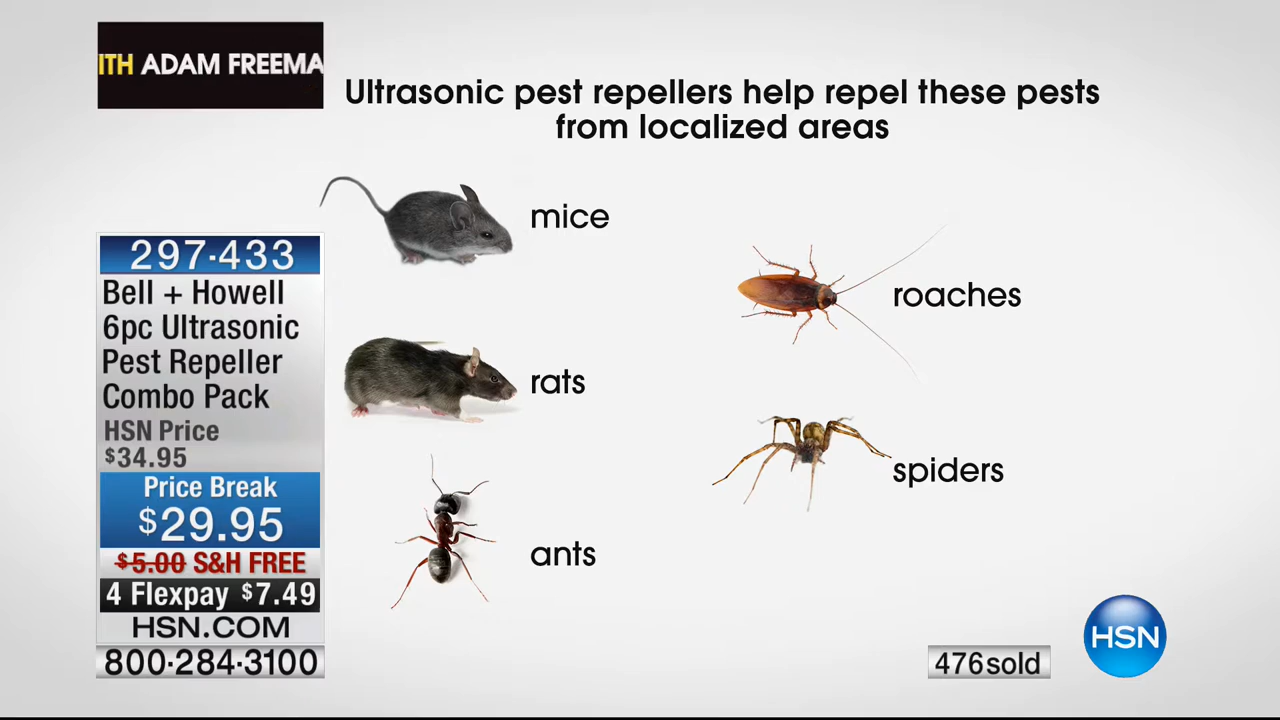 ITH ADAM FREEMA
Ultrasonic pest repellers help repel these pests
from localized areas
mice
roaches
rats
spiders
ants
297·433
Bell + Howell
6pc Ultrasonic
Pest Repeller
Combo Pack
HSN Price
$34.95
Price Break
$29.95
$5.00 S&H FREE
4 Flexpay $7.49
HSN.COM
800·284·3100
476 sold
HSN